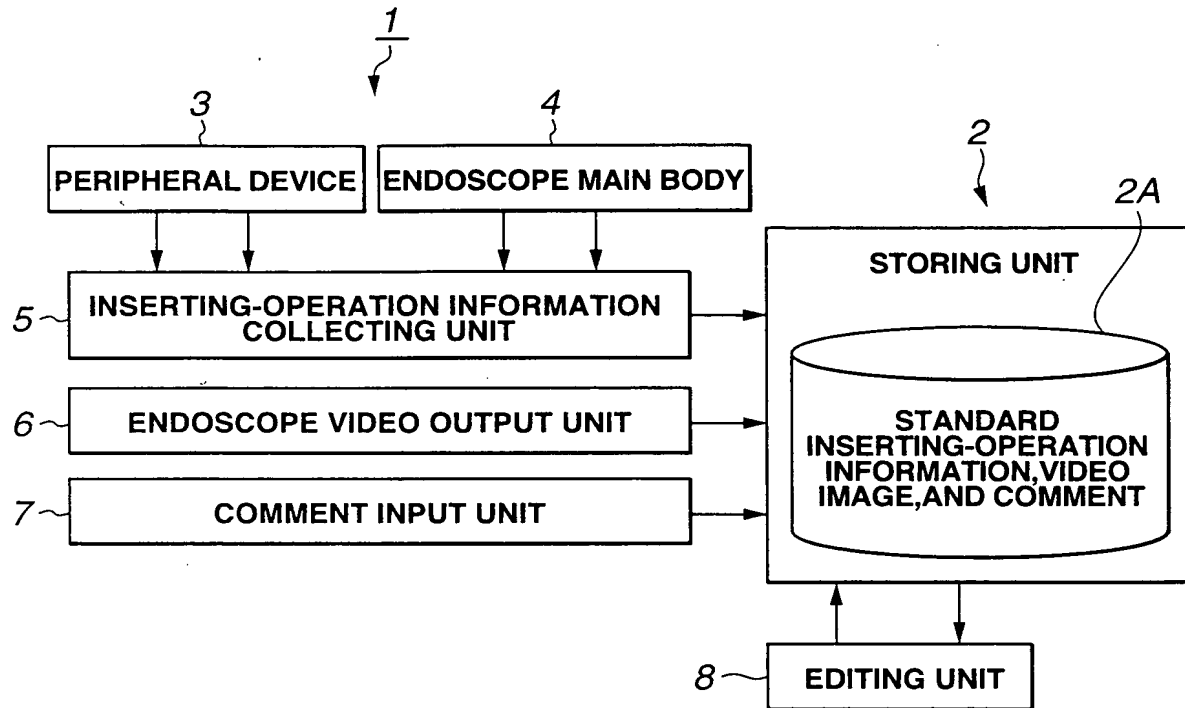 1
3
4
2
2A
PERIPHERAL DEVICE
ENDOSCOPE MAIN BODY
STORING UNIT
5
INSERTING-OPERATION INFORMATION
COLLECTING UNIT
6
ENDOSCOPE VIDEO OUTPUT UNIT
STANDARD
INSERTING-OPERATION
INFORMATION,VIDEO
IMAGE,AND COMMENT
7
COMMENT INPUT UNIT
8
EDITING UNIT